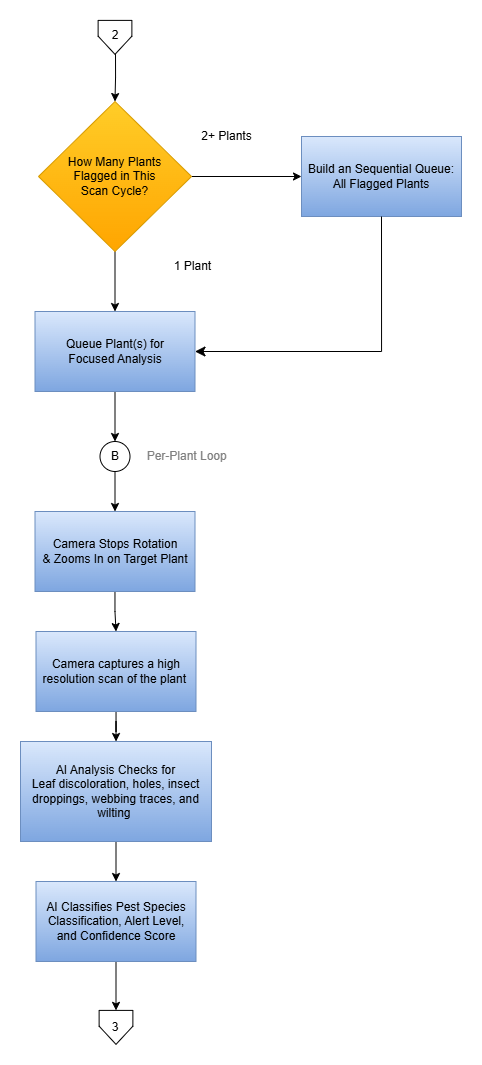 2
2+ Plants
How Many Plants
Flagged in This
Scan Cycle?
Build an Sequential Queue:
All Flagged Plants
1 Plant
Queue Plant(s) for
Focused Analysis
B
Per-Plant Loop
Camera Stops Rotation
& Zooms In on Target Plant
Camera captures a high
resolution scan of the plant
AI Analysis Checks for
Leaf discoloration, holes, insect
droppings, webbing traces, and
wilting
AI Classifies Pest Species
Classification, Alert Level,
and Confidence Score
3